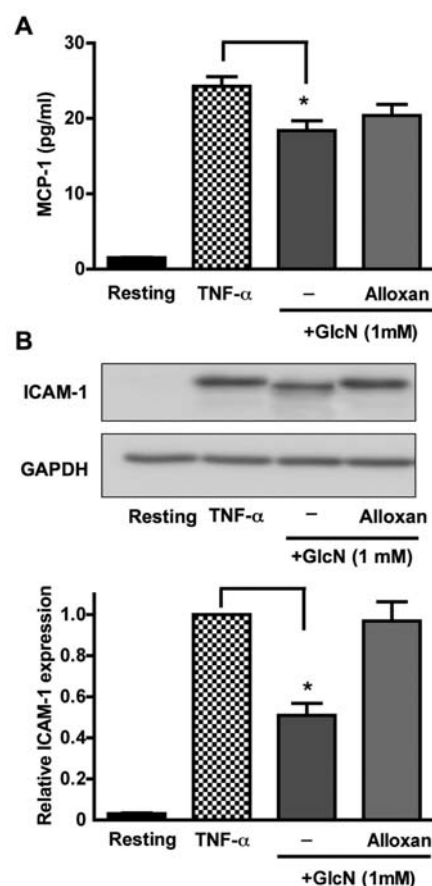 A
30
20
10
0
MCP-1 (pg/ml)
*
Resting TNF-α – Alloxan
+GlcN (1mM)
B
ICAM-1
GAPDH
Resting TNF-α – Alloxan
+GlcN (1 mM)
1.0
0.8
0.6
0.4
0.2
0
Relative ICAM-1 expression
*
Resting TNF-α – Alloxan
+GlcN (1mM)